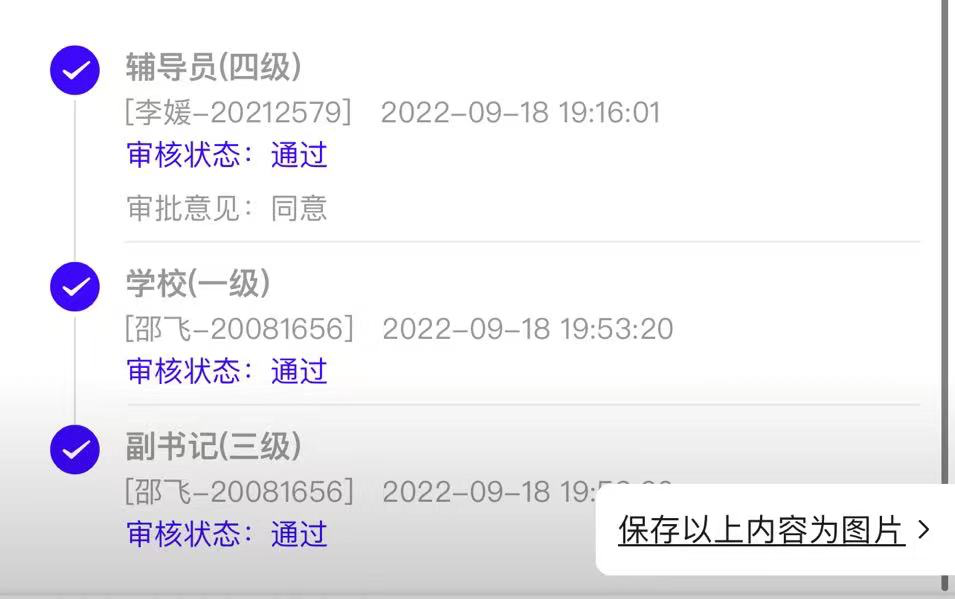 辅导员(四级)
[李媛-20212579] 2022-09-18 19:16:01
审核状态：通过
审批意见：同意
学校(一级)
[邵飞-20081656] 2022-09-18 19:53:20
审核状态：通过
副书记(三级)
[邵飞-20081656] 2022-09-18
审核状态：通过
保存以上内容为图片 >